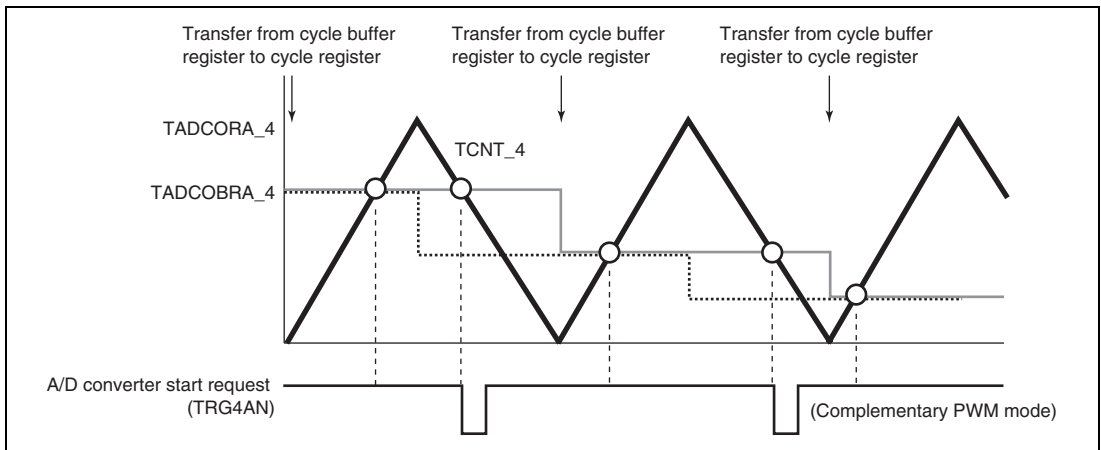 Transfer from cycle buffer
register to cycle register
Transfer from cycle buffer
register to cycle register
Transfer from cycle buffer
register to cycle register
TADCORA_4
TCNT_4
TADCOBRA_4
A/D converter start request
(TRG4AN)
(Complementary PWM mode)